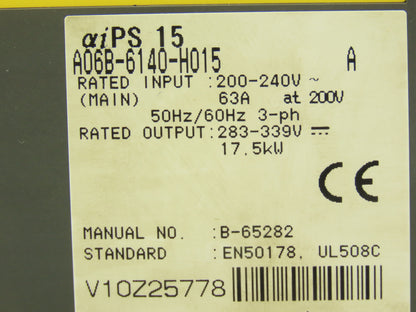 αiPS 15
A06B-6140-H015 A
RATED INPUT :200-240V ~
(MAIN) 63A at 200V
50Hz/60Hz 3-ph
RATED OUTPUT:283-339V ⎓
17.5kW
CE
MANUAL NO. :B-65282
STANDARD :EN50178, UL508C
V10Z25778